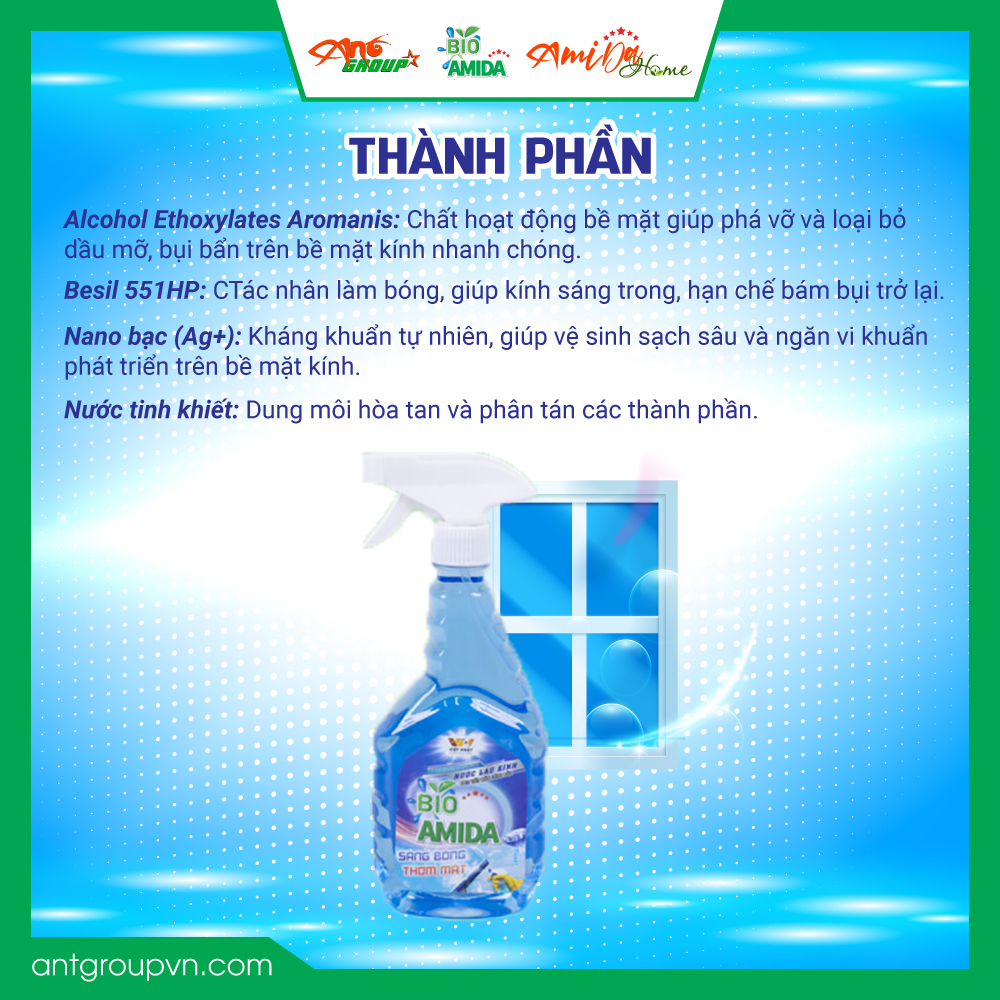 Ant
GROUP
BIO
AMIDA
AmiDa
Home
THÀNH PHẦN
Alcohol Ethoxylates Aromanis: Chất hoạt động bề mặt giúp phá vỡ và loại bỏ
dầu mỡ, bụi bẩn trên bề mặt kính nhanh chóng.
Besil 551HP: CTác nhân làm bóng, giúp kính sáng trong, hạn chế bám bụi trở lại.
Nano bạc (Ag+): Kháng khuẩn tự nhiên, giúp vệ sinh sạch sâu và ngăn vi khuẩn
phát triển trên bề mặt kính.
Nước tinh khiết: Dung môi hòa tan và phân tán các thành phần.
NƯỚC LAU KÍNH
BIO
AMIDA
SÁNG BÓNG
THƠM MÁT
antgroupvn.com